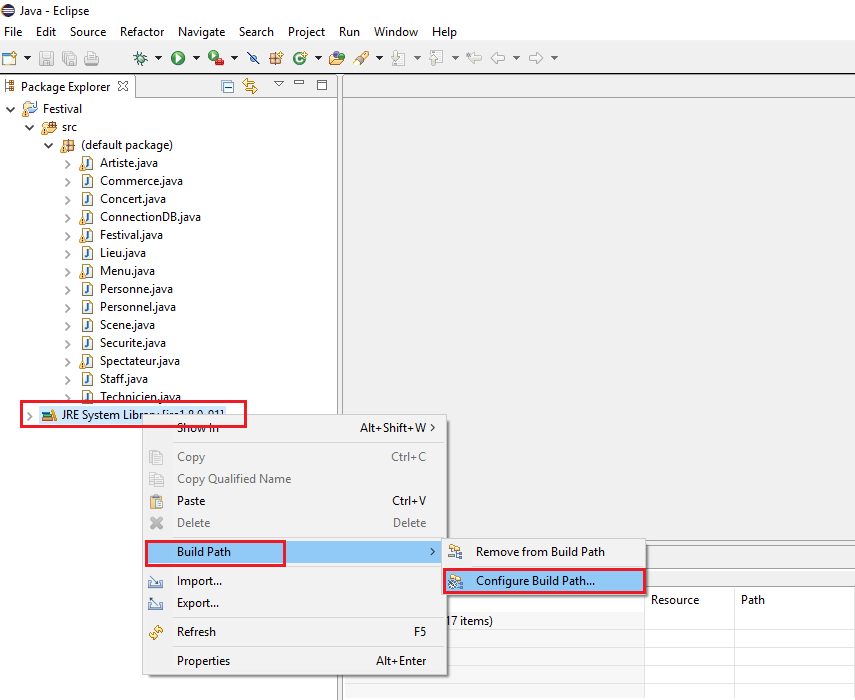 Java - Eclipse
File Edit Source Refactor Navigate Search Project Run Window Help
Package Explorer
Festival
src
(default package)
Artiste.java
Commerce.java
Concert.java
ConnectionDB.java
Festival.java
Lieu.java
Menu.java
Personne.java
Personnel.java
Scene.java
Securite.java
Spectateur.java
Staff.java
Technicien.java
JRE System Library [jre1.8.0_91]
Show In Alt+Shift+W >
Copy Ctrl+C
Copy Qualified Name
Paste Ctrl+V
Delete Delete
Build Path >
Remove from Build Path
Import...
Configure Build Path...
Export...
Resource Path
17 items)
Refresh F5
Properties Alt+Enter